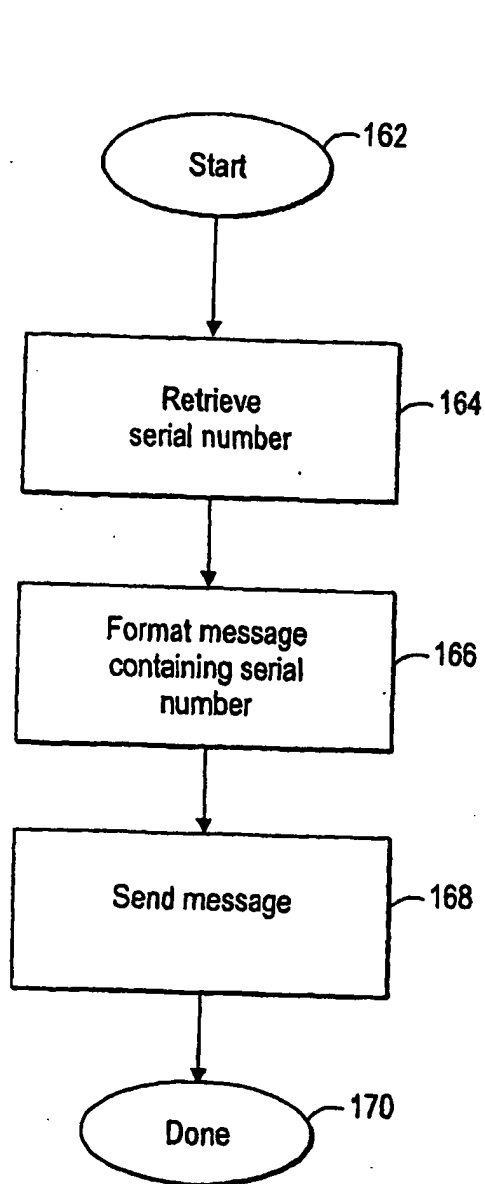 Start
162
Retrieve
serial number
164
Format message
containing serial
number
166
Send message
168
Done
170